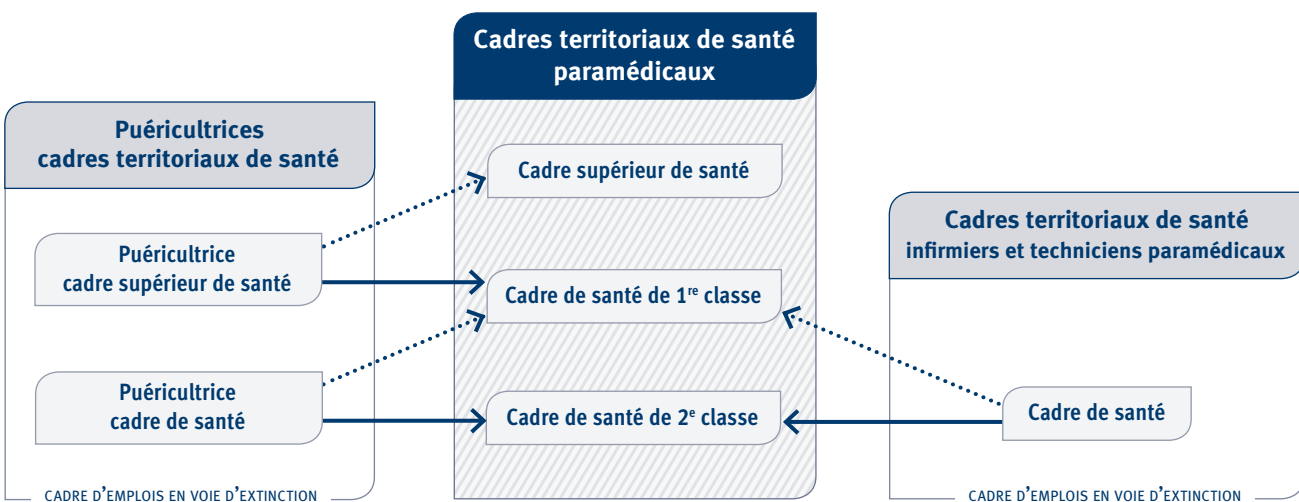 Puéricultrices
cadres territoriaux de santé
Puéricultrice
cadre supérieur de santé
Puéricultrice
cadre de santé
CADRE D'EMPLOIS EN VOIE D'EXTINCTION
Cadres territoriaux de santé
paramédicaux
Cadre supérieur de santé
Cadre de santé de 1re classe
Cadre de santé de 2e classe
Cadres territoriaux de santé
infirmiers et techniciens paramédicaux
Cadre de santé
CADRE D'EMPLOIS EN VOIE D'EXTINCTION